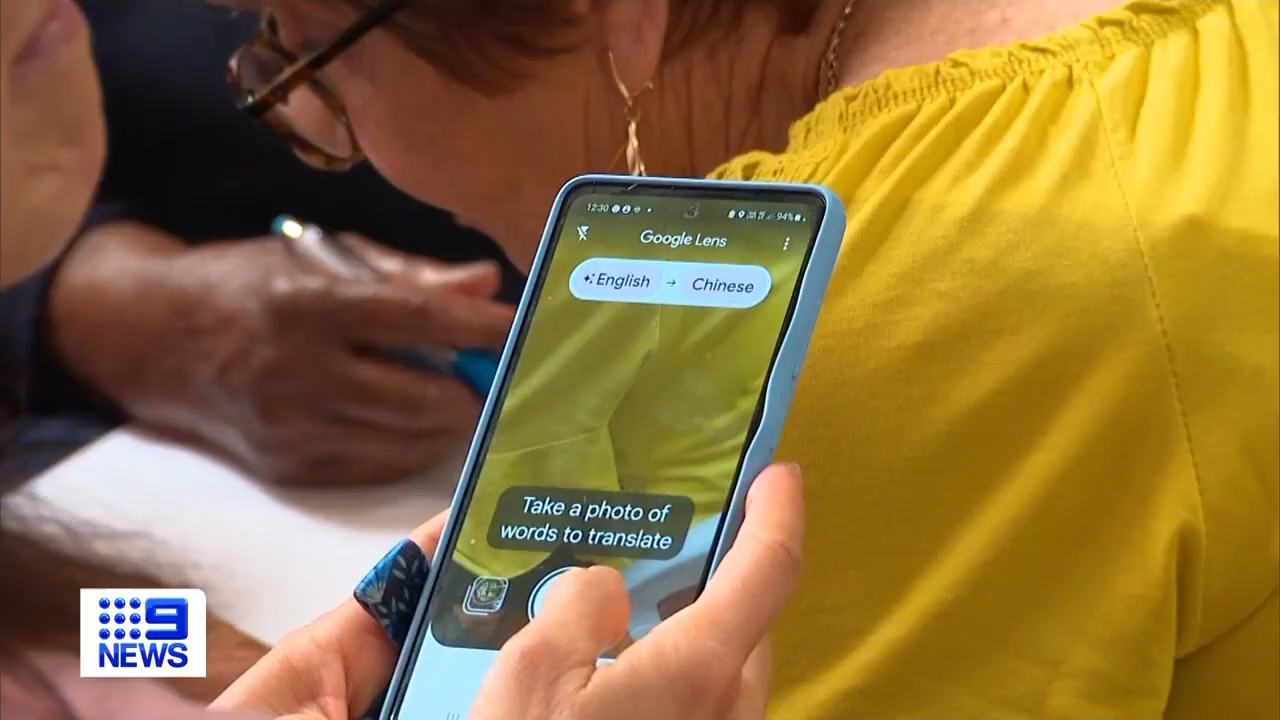 12:30
94%
Google Lens
English → Chinese
Take a photo of
words to translate
9
NEWS